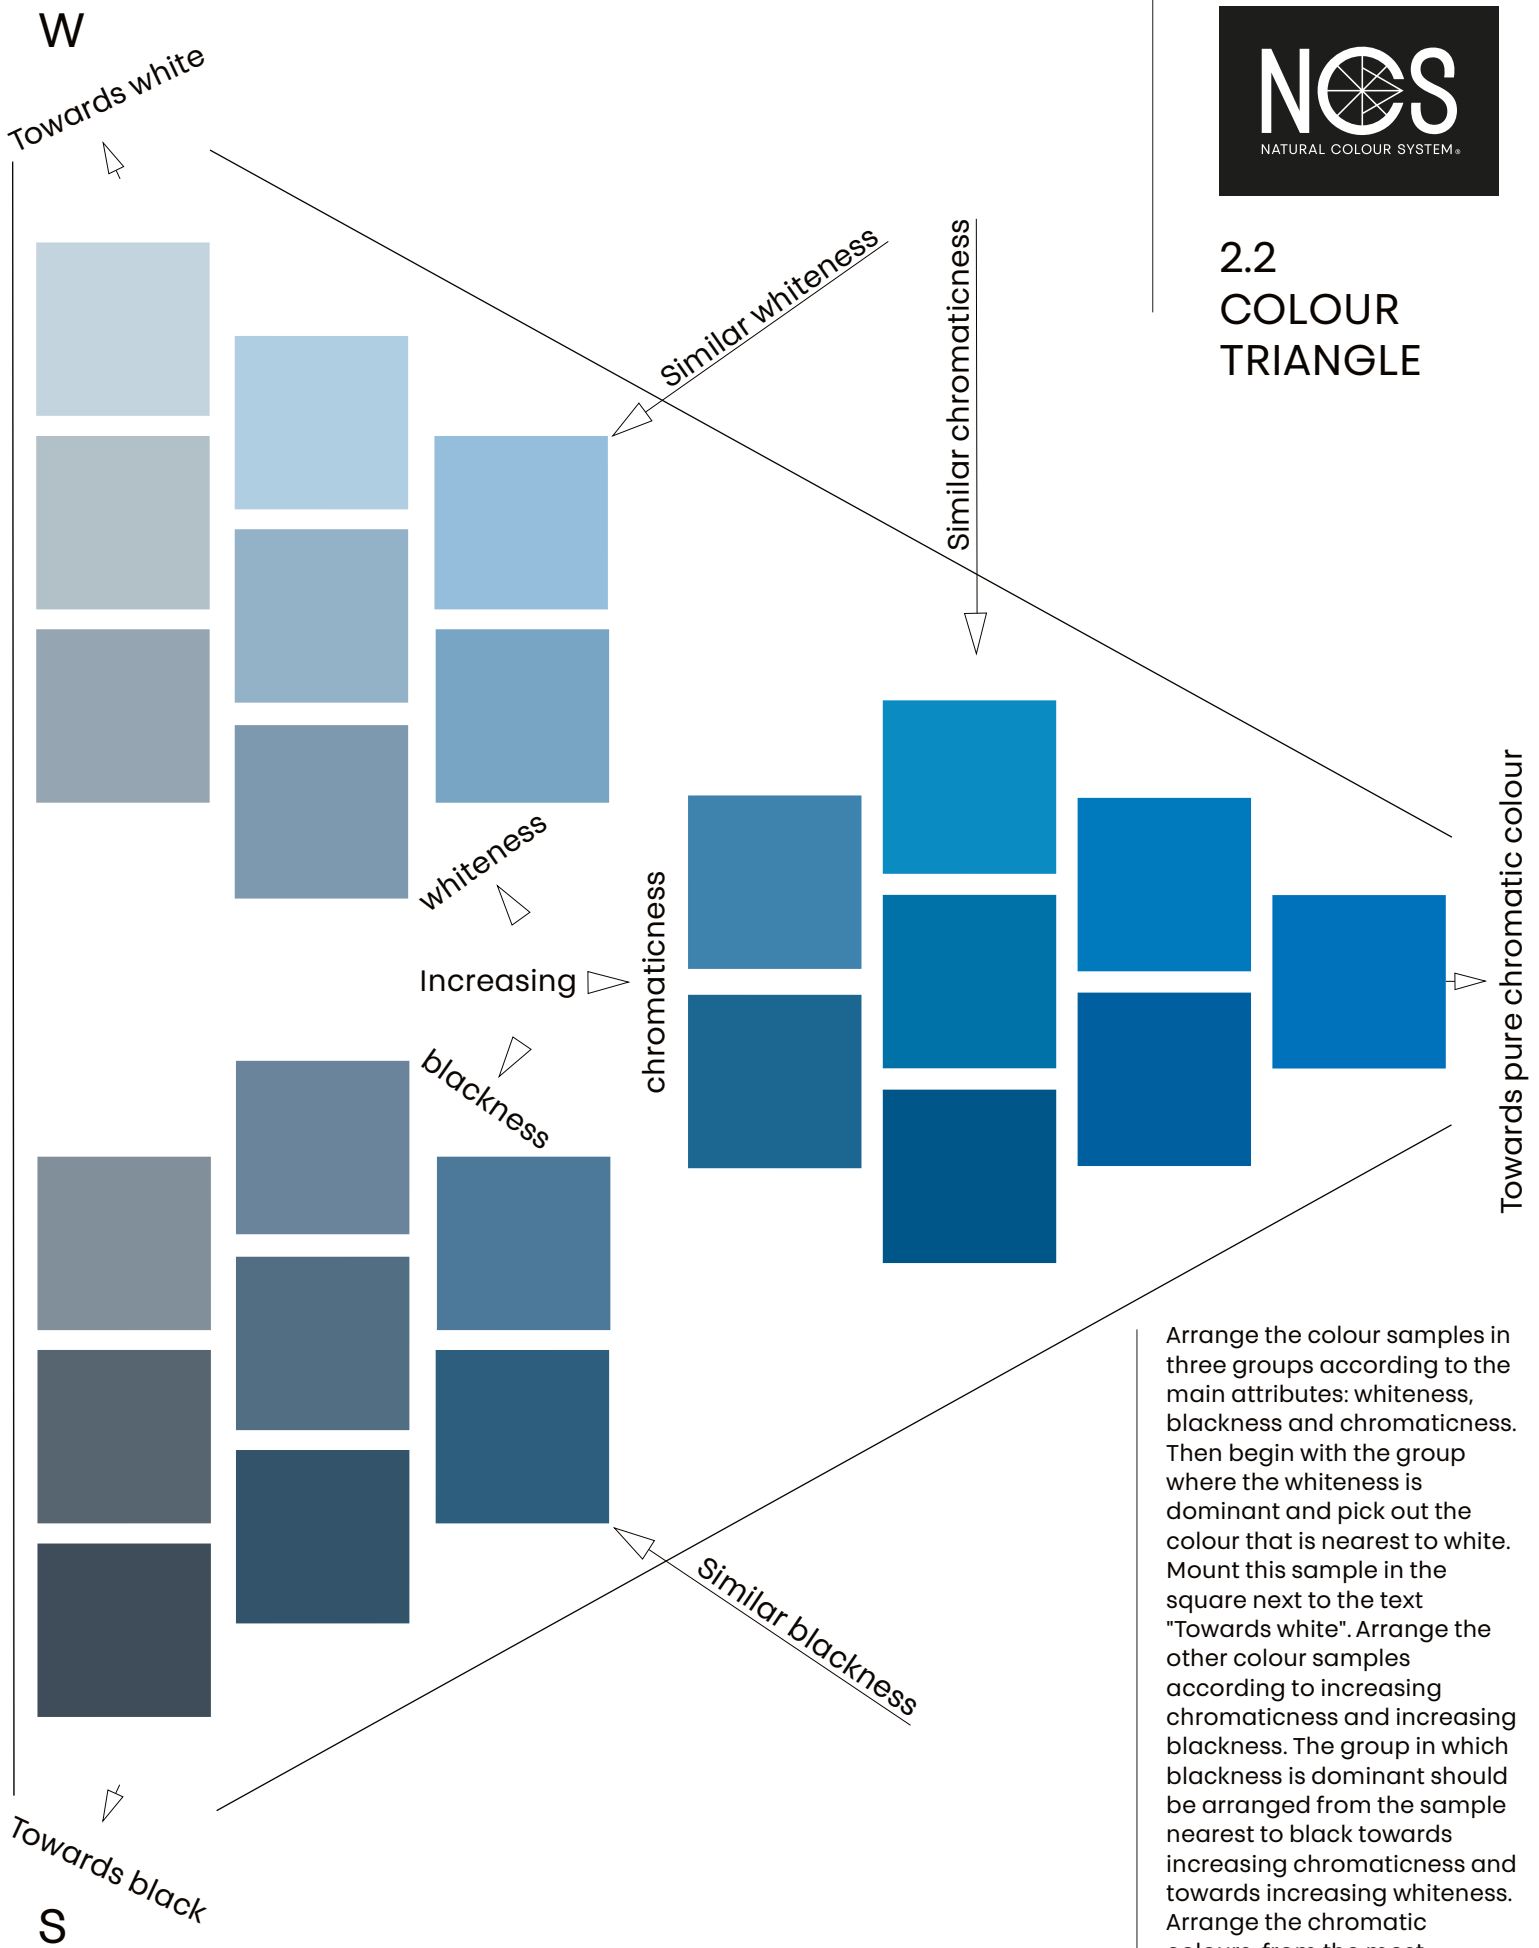 W
Towards white
NCS
NATURAL COLOUR SYSTEM®
2.2
COLOUR
TRIANGLE
Similar whiteness
Similar chromaticness
whiteness
Increasing
chromaticness
blackness
Towards pure chromatic colour
Similar blackness
Towards black
S
Arrange the colour samples in
three groups according to the
main attributes: whiteness,
blackness and chromaticness.
Then begin with the group
where the whiteness is
dominant and pick out the
colour that is nearest to white.
Mount this sample in the
square next to the text
"Towards white". Arrange the
other colour samples
according to increasing
chromaticness and increasing
blackness. The group in which
blackness is dominant should
be arranged from the sample
nearest to black towards
increasing chromaticness and
towards increasing whiteness.
Arrange the chromatic
colours, from the most